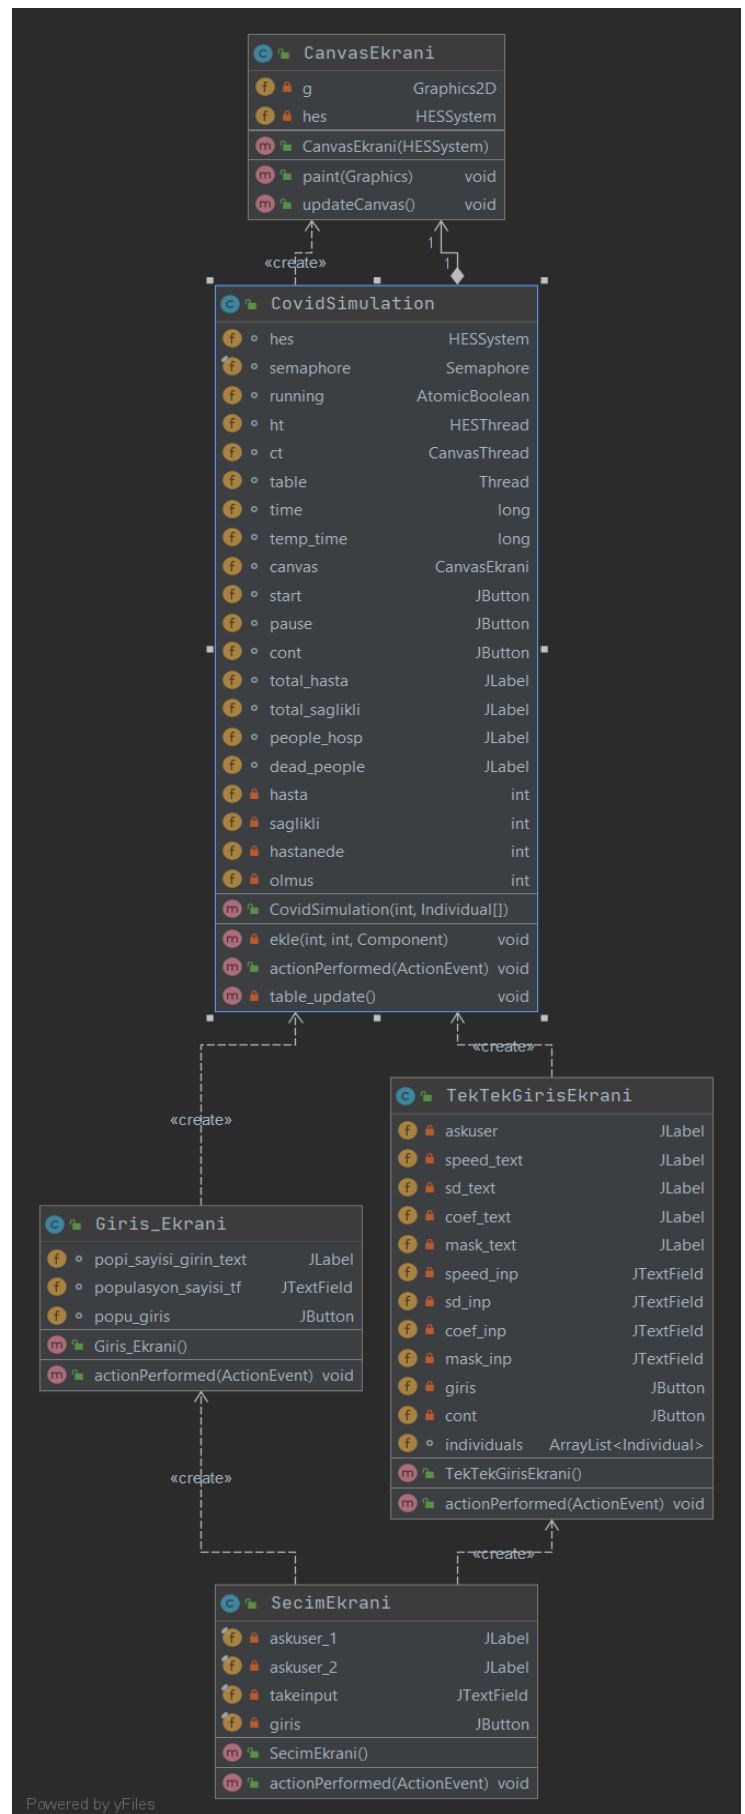 CanvasEkrani
g Graphics2D
hes HESSystem
CanvasEkrani(HESSystem)
paint(Graphics) void
updateCanvas() void
1
«create» 1
CovidSimulation
hes HESSystem
semaphore Semaphore
running AtomicBoolean
ht HESThread
ct CanvasThread
table Thread
time long
temp_time long
canvas CanvasEkrani
start JButton
pause JButton
cont JButton
total_hasta JLabel
total_saglikli JLabel
people_hosp JLabel
dead_people JLabel
hasta int
saglikli int
hastanede int
olmus int
CovidSimulation(int, Individual[])
ekle(int, int, Component) void
actionPerformed(ActionEvent) void
table_update() void
«create»
«create»
TekTekGirisEkrani
askuser JLabel
speed_text JLabel
sd_text JLabel
coef_text JLabel
mask_text JLabel
speed_inp JTextField
sd_inp JTextField
coef_inp JTextField
mask_inp JTextField
giris JButton
cont JButton
individuals ArrayList<Individual>
TekTekGirisEkrani()
actionPerformed(ActionEvent) void
Giris_Ekrani
popi_sayisi_girin_text JLabel
populasyon_sayisi_tf JTextField
popu_giris JButton
Giris_Ekrani()
actionPerformed(ActionEvent) void
«create»
«create»
SecimEkrani
askuser_1 JLabel
askuser_2 JLabel
takeinput JTextField
giris JButton
SecimEkrani()
actionPerformed(ActionEvent) void
Powered by yFiles